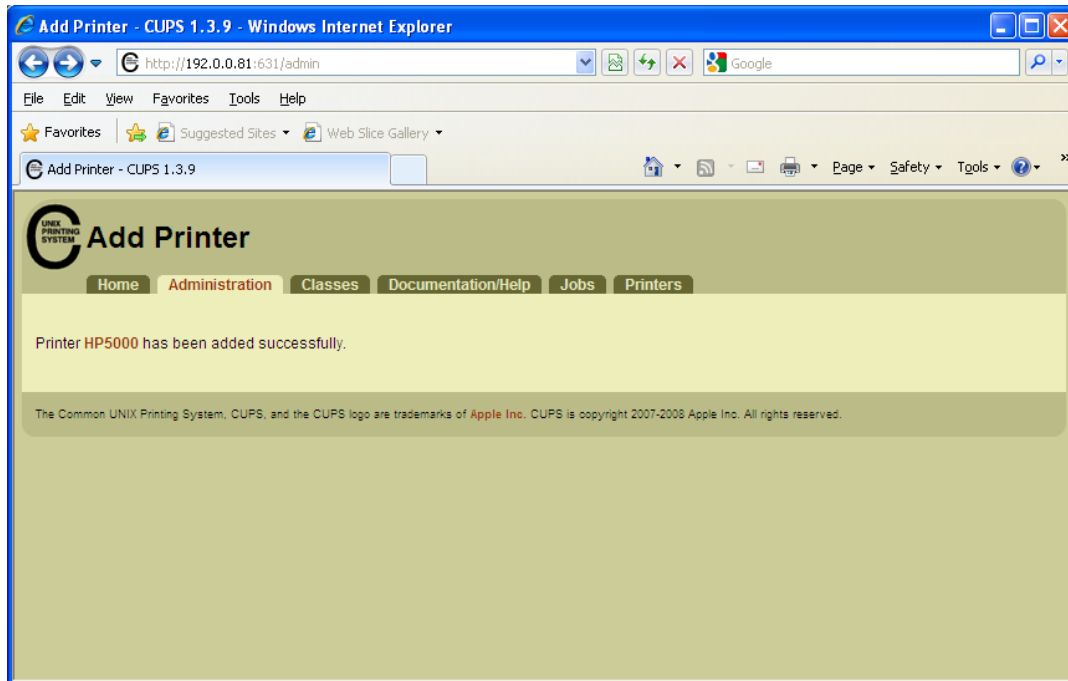 Add Printer - CUPS 1.3.9 - Windows Internet Explorer
http://192.0.0.81:631/admin
Google
File Edit View Favorites Tools Help
Favorites Suggested Sites Web Slice Gallery
Add Printer - CUPS 1.3.9
Page Safety Tools
UNIX
PRINTING
SYSTEM
Add Printer
Home Administration Classes Documentation/Help Jobs Printers
Printer HP5000 has been added successfully.
The Common UNIX Printing System, CUPS, and the CUPS logo are trademarks of Apple Inc. CUPS is copyright 2007-2008 Apple Inc. All rights reserved.